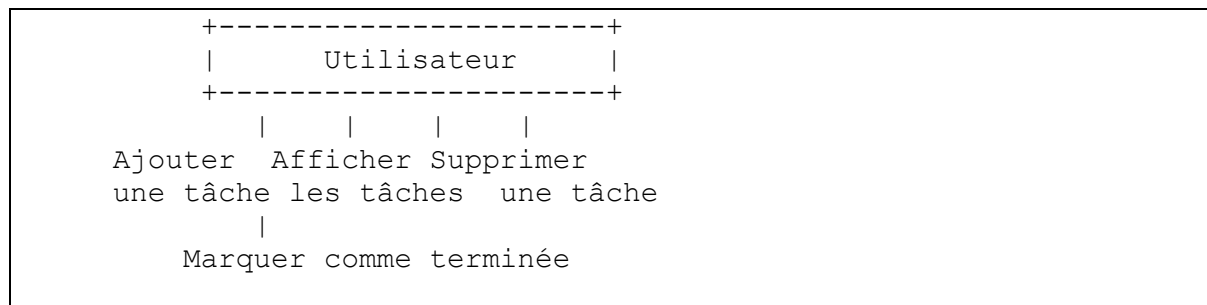 +----------------------+
|      Utilisateur     |
+----------------------+
|    |    |    |
Ajouter  Afficher Supprimer
une tâche les tâches  une tâche
|
Marquer comme terminée